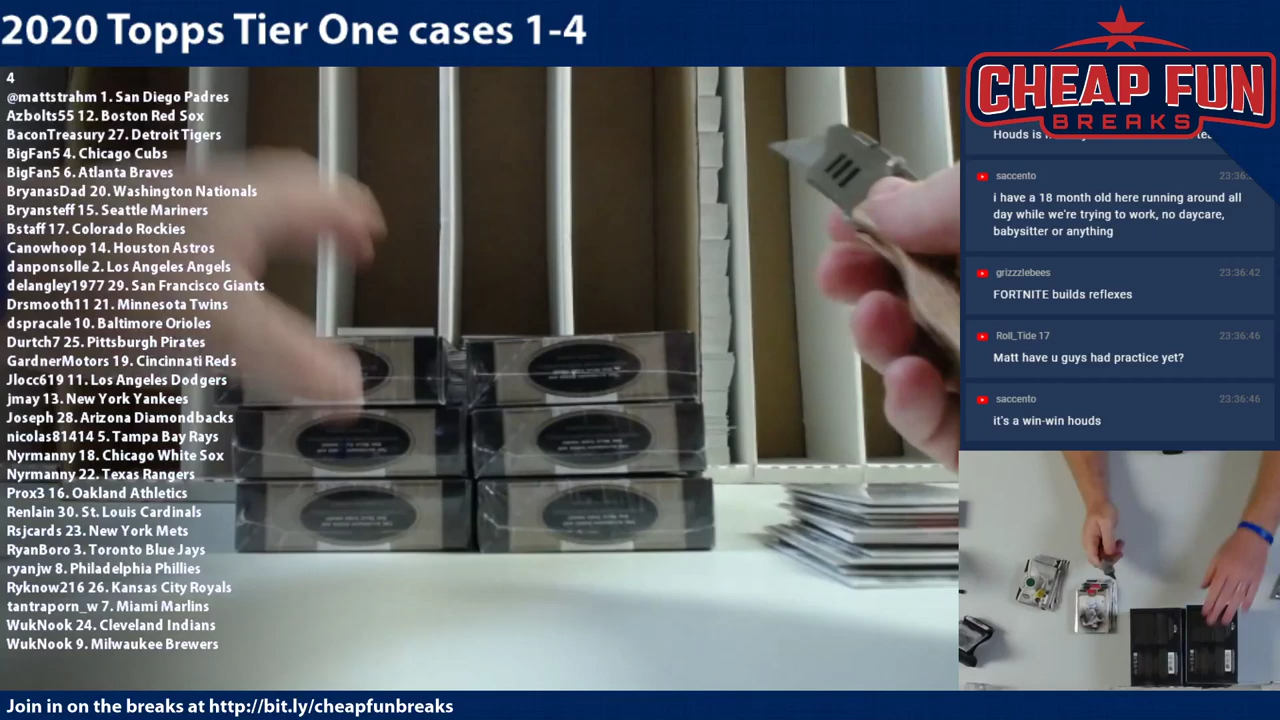 2020 Topps Tier One cases 1-4
4
@mattstrahm 1. San Diego Padres
Azbolts55 12. Boston Red Sox
BaconTreasury 27. Detroit Tigers
BigFan5 4. Chicago Cubs
BigFan5 6. Atlanta Braves
BryanasDad 20. Washington Nationals
Bryansteff 15. Seattle Mariners
Bstaff 17. Colorado Rockies
Canowhoop 14. Houston Astros
danponsolle 2. Los Angeles Angels
delangley1977 29. San Francisco Giants
Drsmooth11 21. Minnesota Twins
dspracale 10. Baltimore Orioles
Durtch7 25. Pittsburgh Pirates
GardnerMotors 19. Cincinnati Reds
Jlocc619 11. Los Angeles Dodgers
jmay 13. New York Yankees
Joseph 28. Arizona Diamondbacks
nicolas81414 5. Tampa Bay Rays
Nyrmanny 18. Chicago White Sox
Nyrmanny 22. Texas Rangers
Prox3 16. Oakland Athletics
Renlain 30. St. Louis Cardinals
Rsjcards 23. New York Mets
RyanBoro 3. Toronto Blue Jays
ryanjw 8. Philadelphia Phillies
Ryknow216 26. Kansas City Royals
tantraporn_w 7. Miami Marlins
WukNook 24. Cleveland Indians
WukNook 9. Milwaukee Brewers
CHEAP FUN
BREAKS
Houds is
saccento 23:36:
i have a 18 month old here running around all
day while we're trying to work, no daycare,
babysitter or anything
grizzzlebees 23:36:42
FORTNITE builds reflexes
Roll_Tide 17 23:36:46
Matt have u guys had practice yet?
saccento 23:36:46
it's a win-win houds
Join in on the breaks at http://bit.ly/cheapfunbreaks